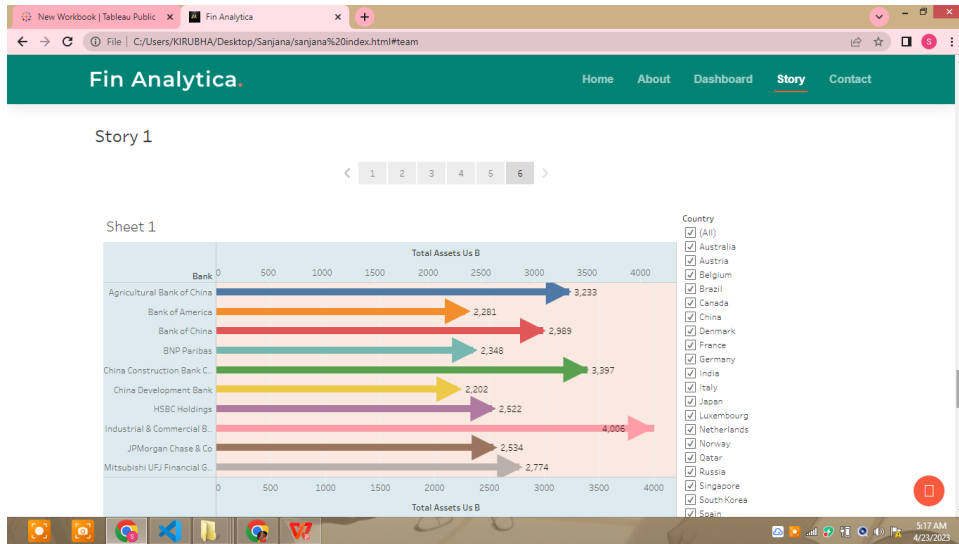 New Workbook | Tableau Public
Fin Analytica
File | C:/Users/KIRUBHA/Desktop/Sanjana/sanjana%20index.html#team
S
Fin Analytica.
Home About Dashboard Story Contact
Story 1
1 2 3 4 5 6
Sheet 1
Total Assets Us B
Bank
0 500 1000 1500 2000 2500 3000 3500 4000
Agricultural Bank of China 3,233
Bank of America 2,281
Bank of China 2,989
BNP Paribas 2,348
China Construction Bank C.. 3,397
China Development Bank 2,202
HSBC Holdings 2,522
Industrial & Commercial B.. 4,006
JPMorgan Chase & Co 2,534
Mitsubishi UFJ Financial G.. 2,774
0 500 1000 1500 2000 2500 3000 3500 4000
Total Assets Us B
Country
(All)
Australia
Austria
Belgium
Brazil
Canada
China
Denmark
France
Germany
India
Italy
Japan
Luxembourg
Netherlands
Norway
Qatar
Russia
Singapore
South Korea
Spain
5:17 AM
4/23/2023